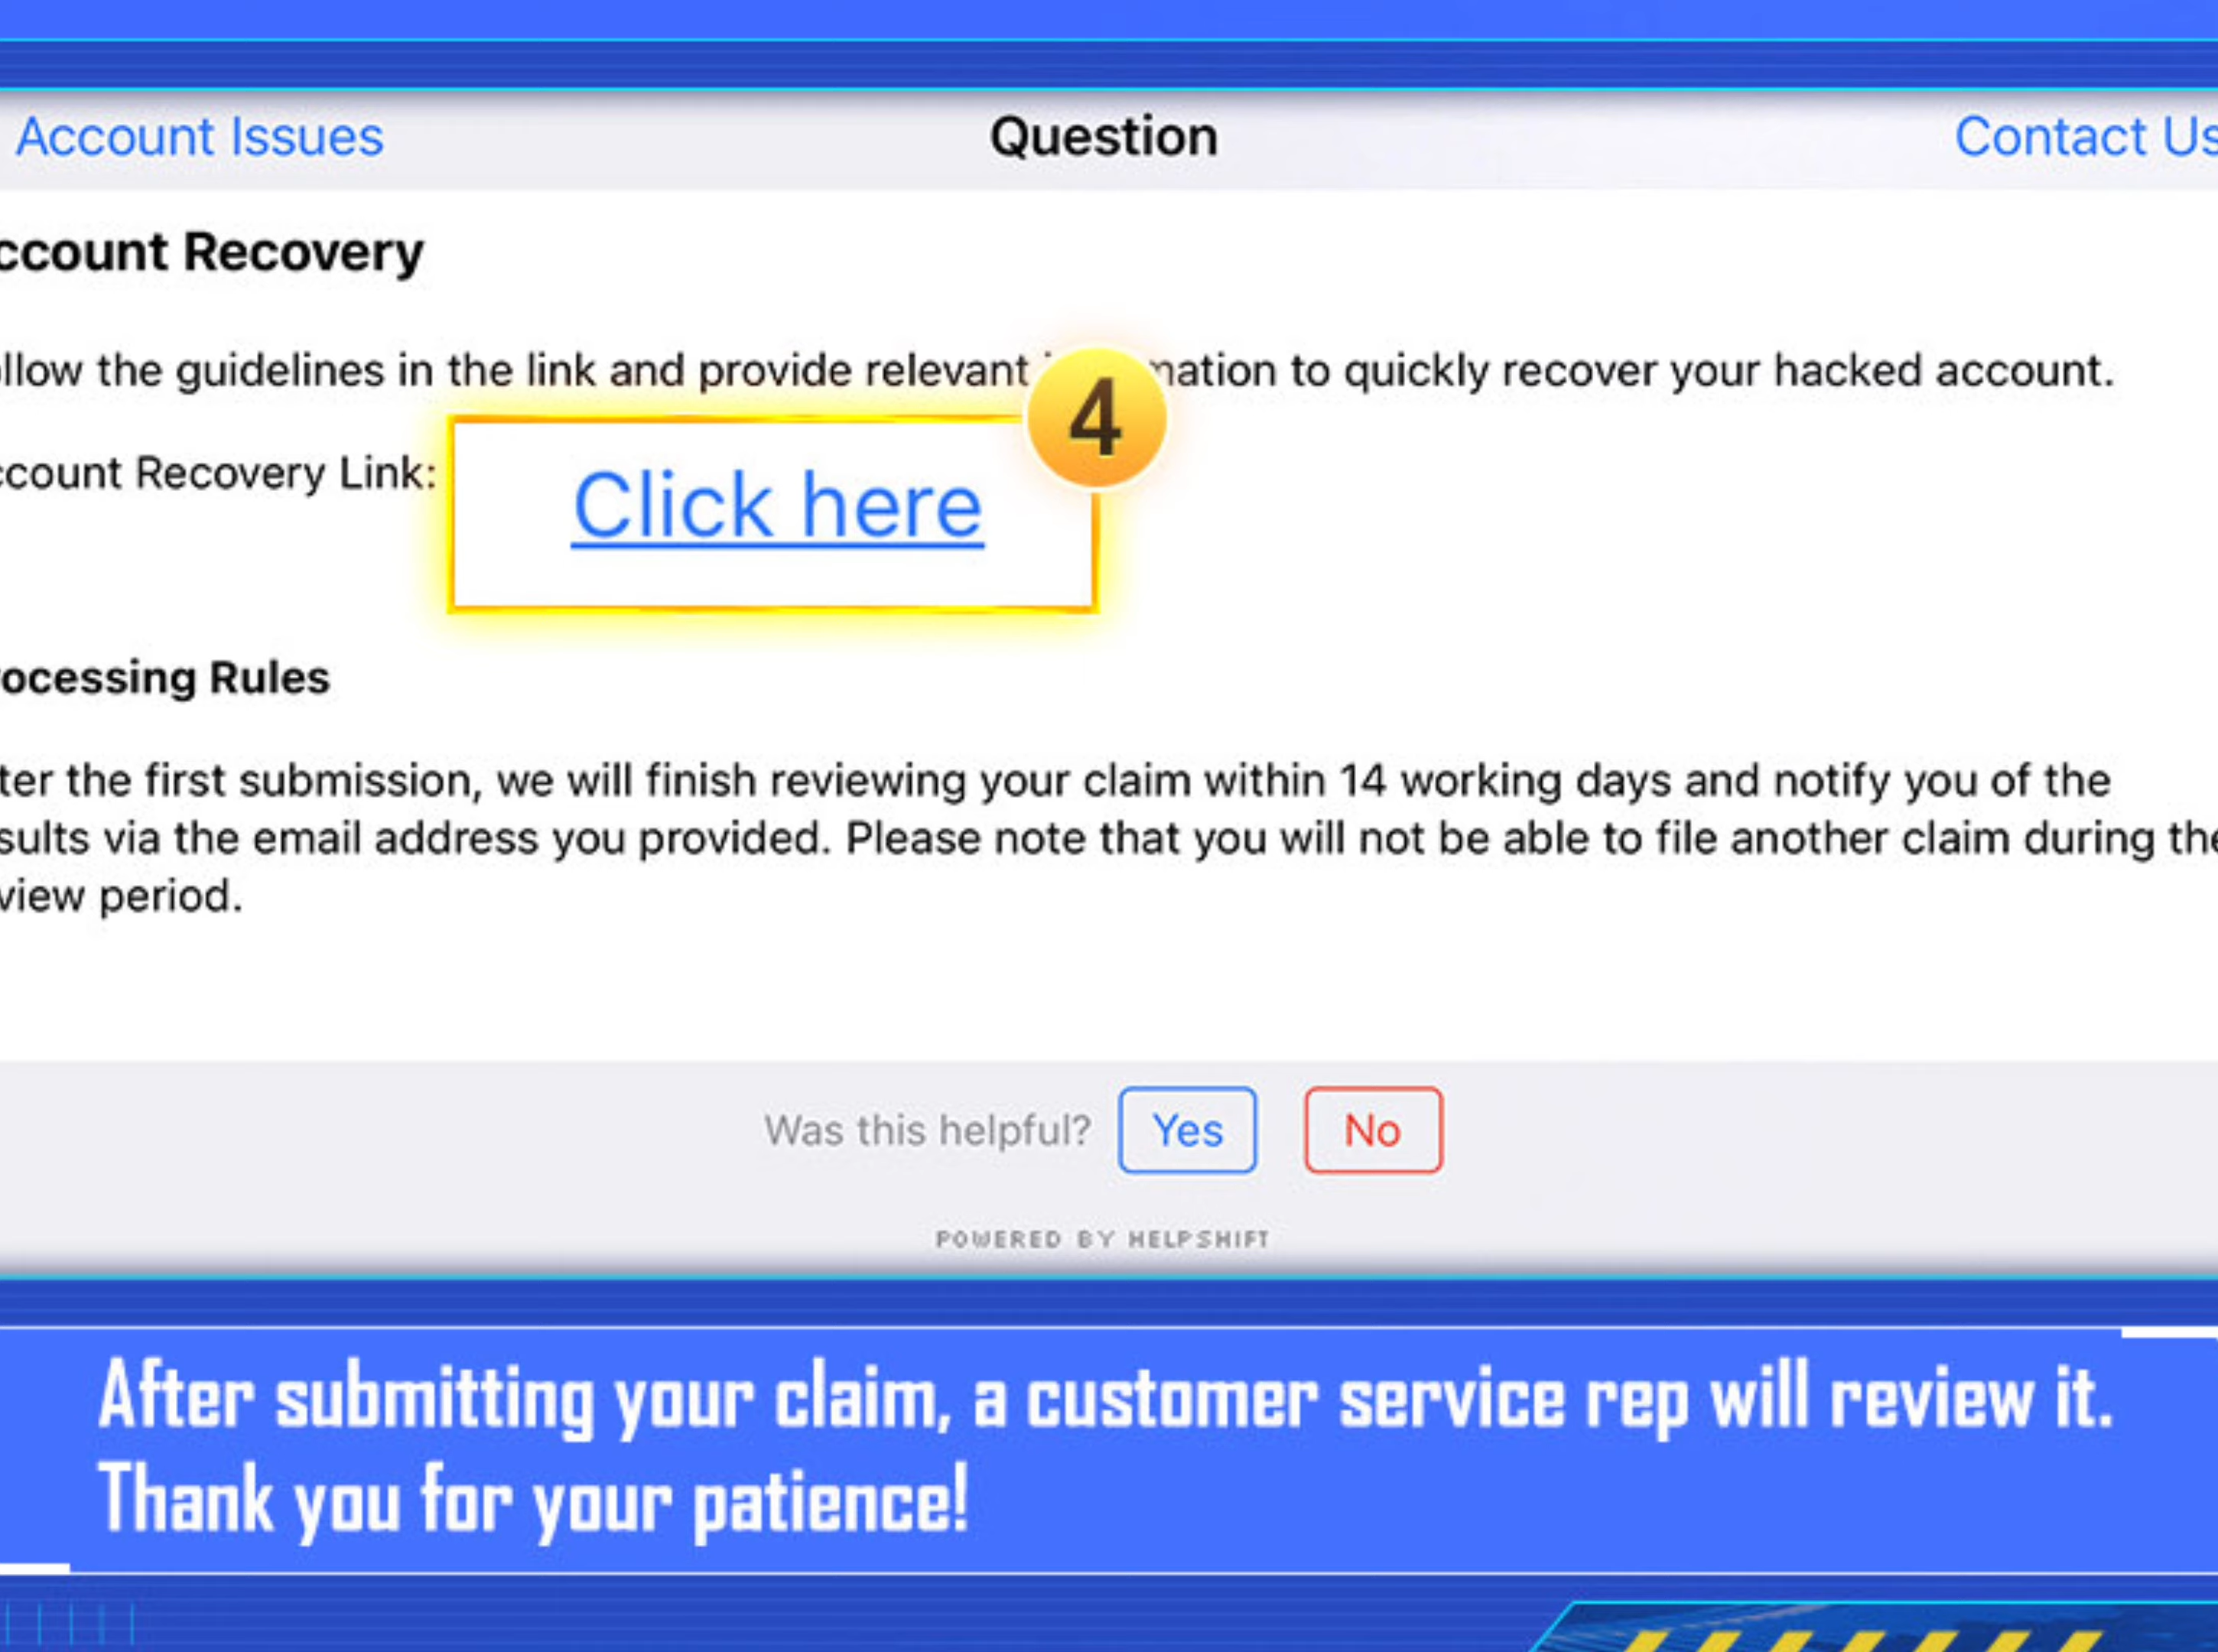 Account Issues Question Contact Us
ccount Recovery
llow the guidelines in the link and provide relevant mation to quickly recover your hacked account.
4
ccount Recovery Link: Click here
ocessing Rules
ter the first submission, we will finish reviewing your claim within 14 working days and notify you of the
sults via the email address you provided. Please note that you will not be able to file another claim during the
view period.
Was this helpful? Yes No
POWERED BY HELPSHIFT
After submitting your claim, a customer service rep will review it.
Thank you for your patience!